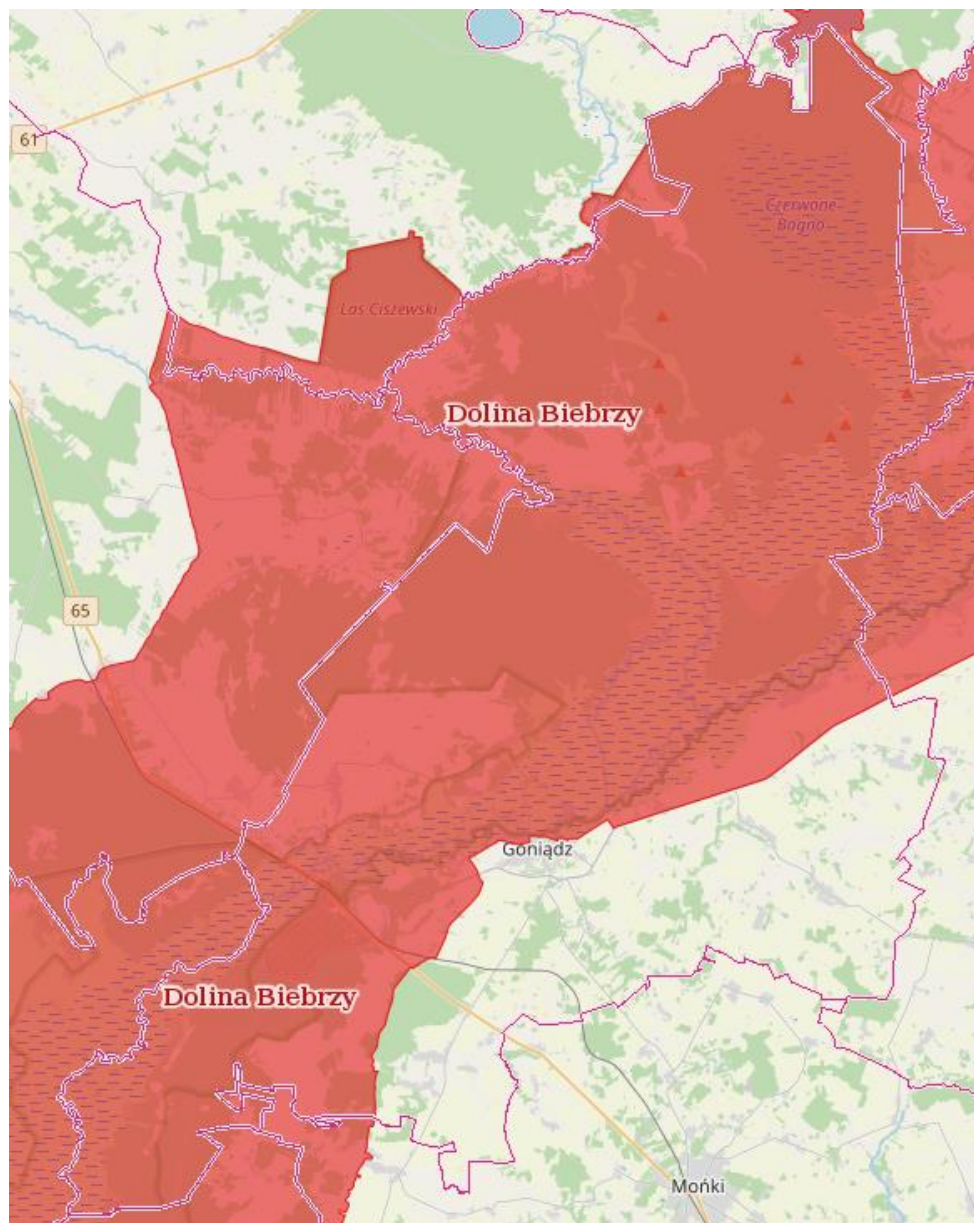 61
Czerwone
Bagno
Las Ciszewski
Dolina Biebrzy
65
Goniądz
Dolina Biebrzy
Mońki